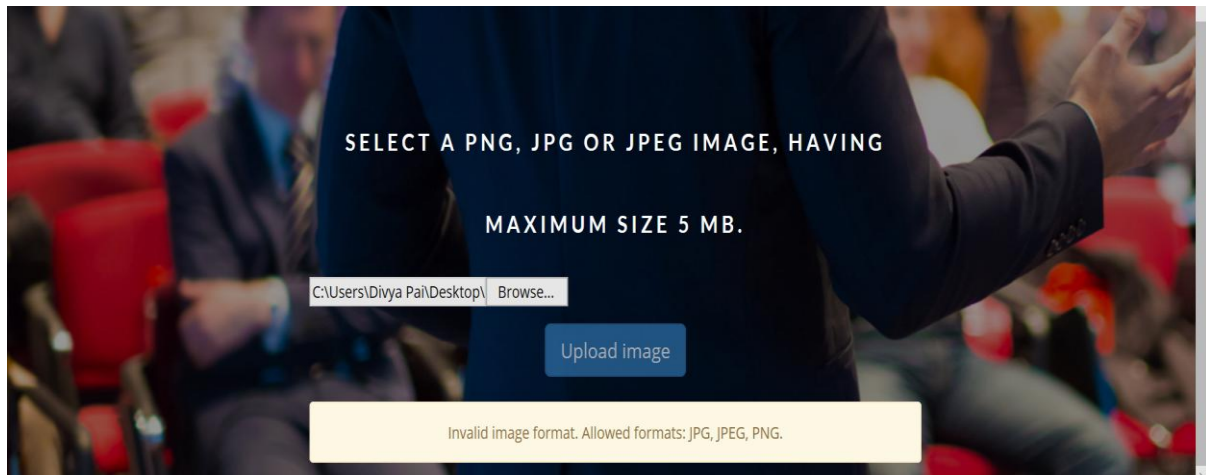 SELECT A PNG, JPG OR JPEG IMAGE, HAVING
MAXIMUM SIZE 5 MB.
C:\Users\Divya Pai\Desktop\ Browse...
Upload image
Invalid image format. Allowed formats: JPG, JPEG, PNG.